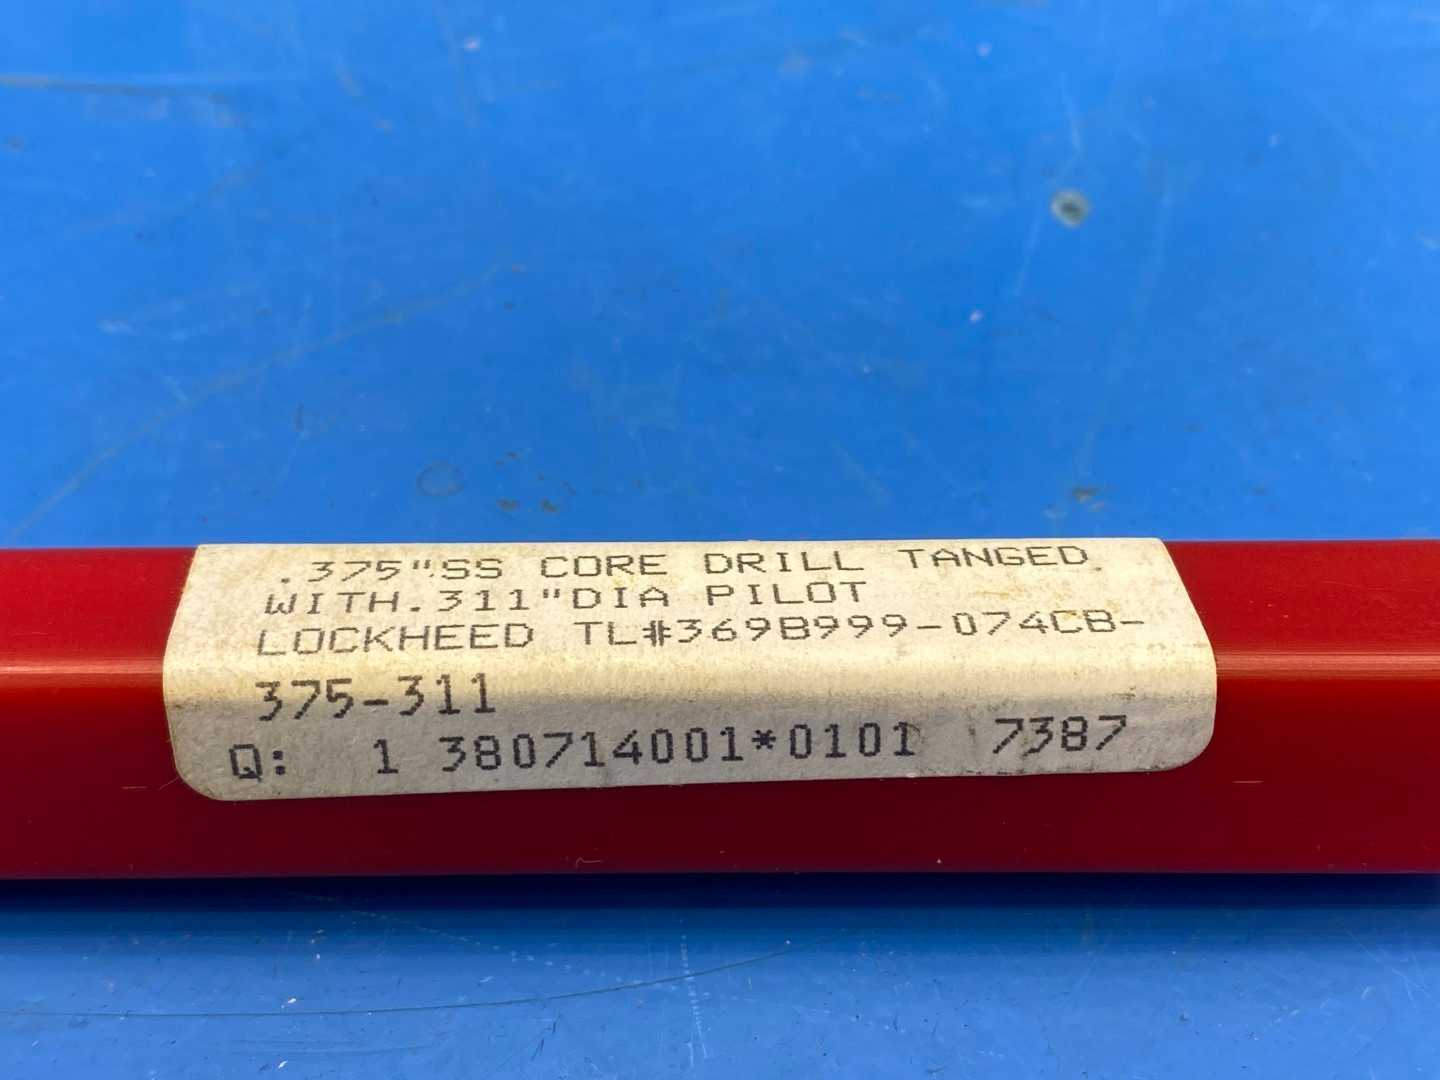 .375"SS CORE DRILL TANGED
WITH.311"DIA PILOT
LOCKHEED TL#369B999-074CB-
375-311
Q: 1 380714001*0101 7387